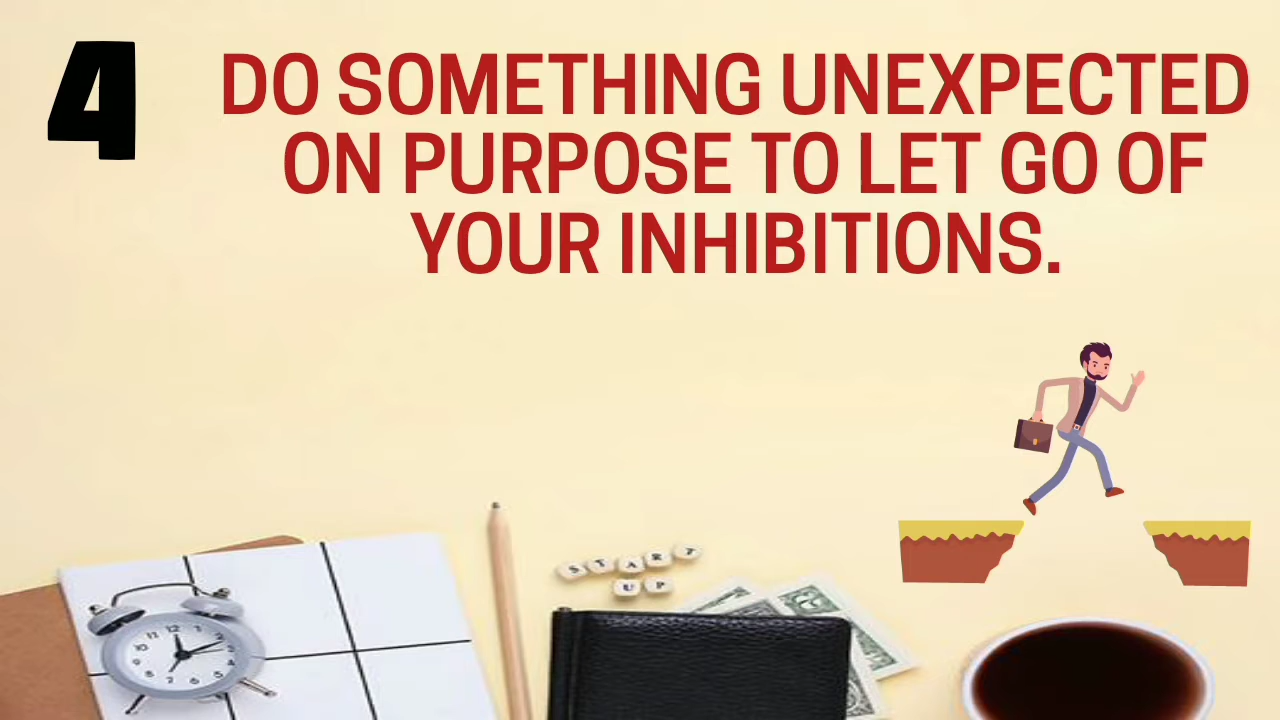 4
DO SOMETHING UNEXPECTED
ON PURPOSE TO LET GO OF
YOUR INHIBITIONS.
START
UP